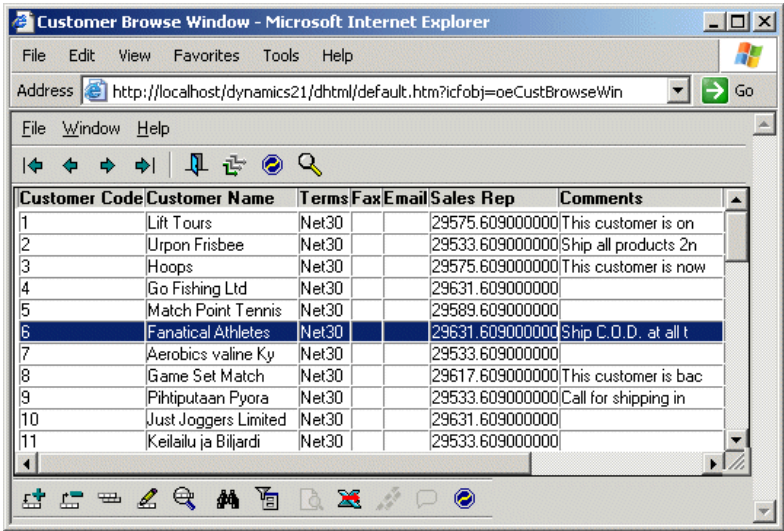 Customer Browse Window - Microsoft Internet Explorer
File Edit View Favorites Tools Help
Address http://localhost/dynamics21/dhtml/default.htm?icfobj=oeCustBrowseWin Go
File Window Help
Customer Code Customer Name Terms Fax Email Sales Rep Comments
1 Lift Tours Net30 29575.609000000 This customer is on
2 Urpon Frisbee Net30 29533.609000000 Ship all products 2n
3 Hoops Net30 29575.609000000 This customer is now
4 Go Fishing Ltd Net30 29631.609000000
5 Match Point Tennis Net30 29589.609000000
6 Fanatical Athletes Net30 29631.609000000 Ship C.O.D. at all t
7 Aerobics valine Ky Net30 29533.609000000
8 Game Set Match Net30 29617.609000000 This customer is bac
9 Pihtiputaan Pyora Net30 29533.609000000 Call for shipping in
10 Just Joggers Limited Net30 29631.609000000
11 Keilailu ja Biljardi Net30 29533.609000000